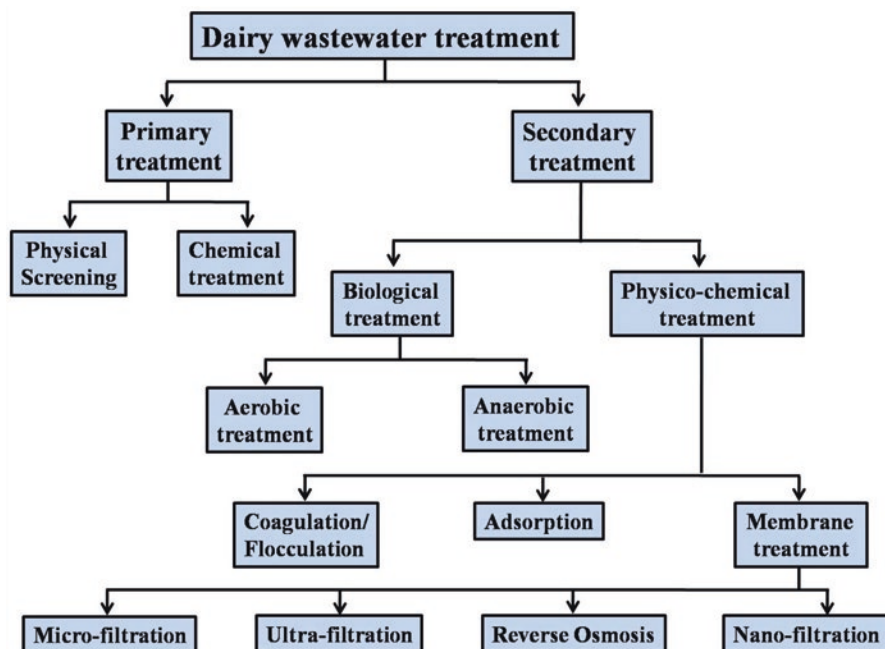 Dairy wastewater treatment
Primary
treatment
Secondary
treatment
Physical
Screening
Chemical
treatment
Biological
treatment
Physico-chemical
treatment
Aerobic
treatment
Anaerobic
treatment
Coagulation/
Flocculation
Adsorption
Membrane
treatment
Micro-filtration
Ultra-filtration
Reverse Osmosis
Nano-filtration